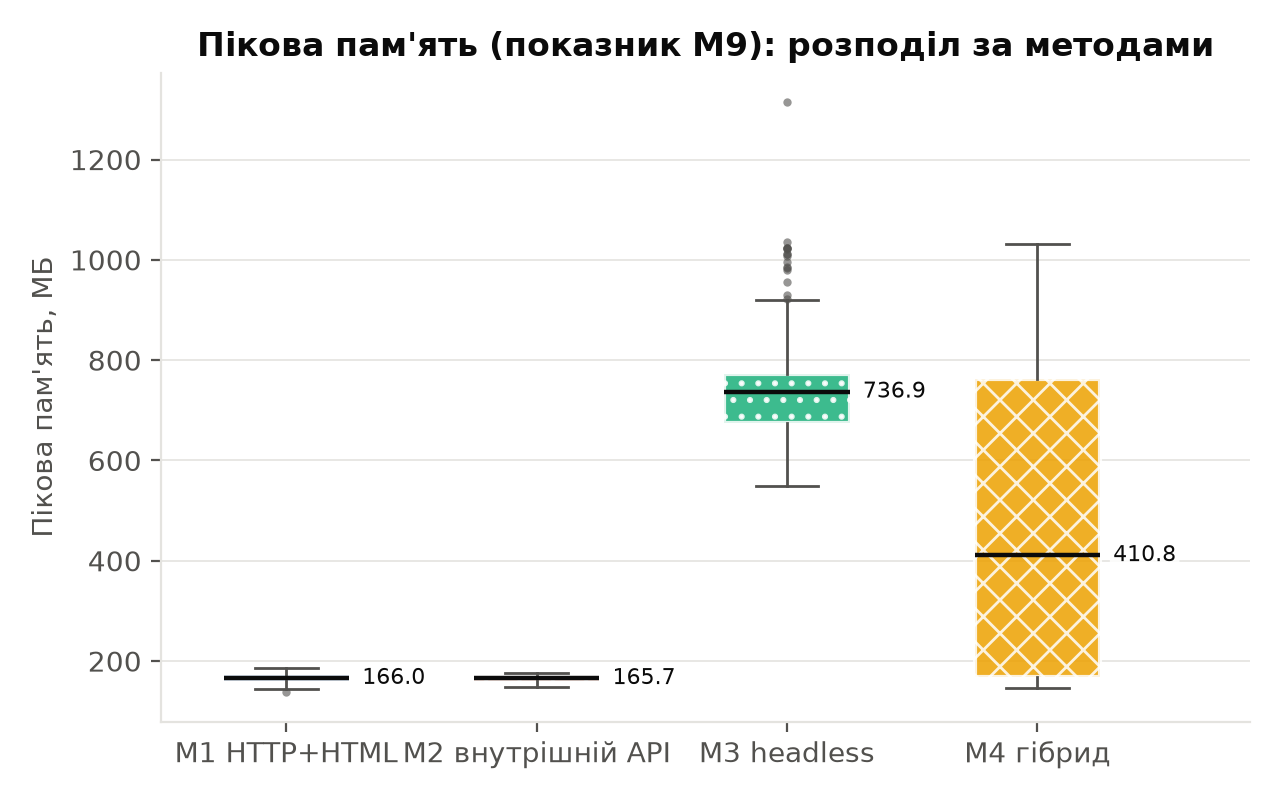 Пікова пам'ять (показник M9): розподіл за методами
Пікова пам'ять, МБ
1200
1000
800
600
400
200
166.0
165.7
736.9
410.8
M1 HTTP+HTML
M2 внутрішній API
M3 headless
M4 гібрид